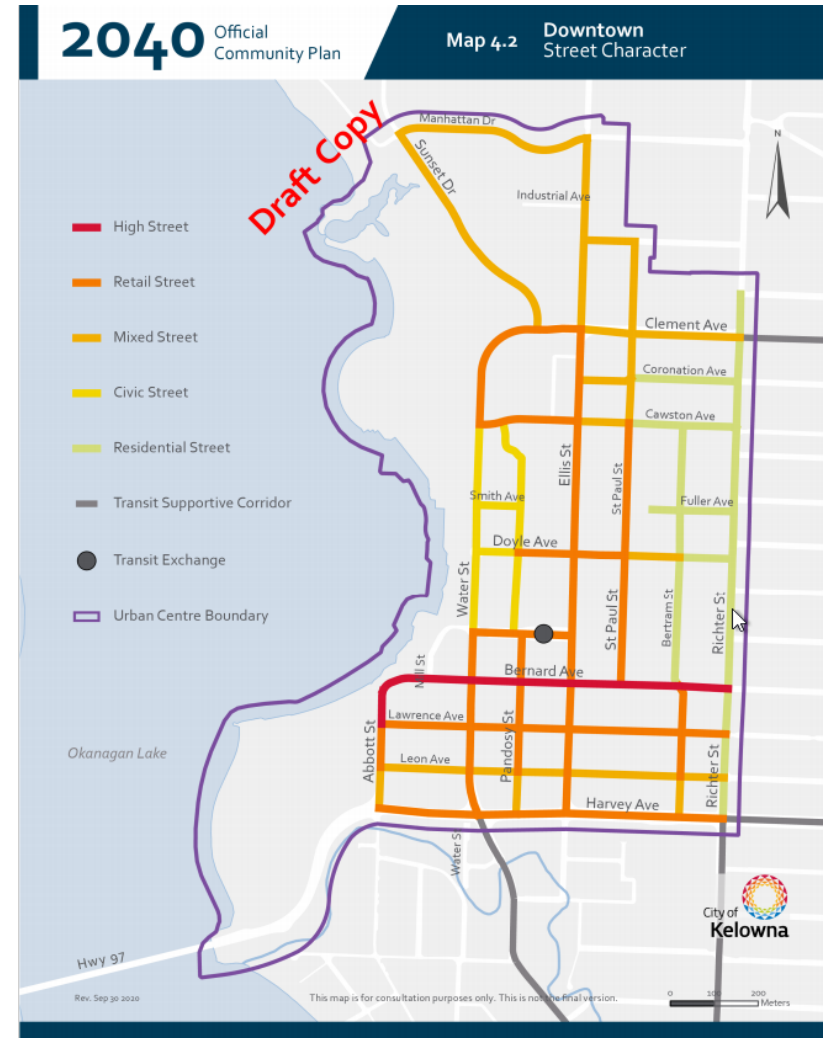 2040
Official
Community Plan
Map 4.2
Downtown
Street Character
Draft Copy
Manhattan Dr
Sunset Dr
N
Industrial Ave
High Street
Retail Street
Mixed Street
Civic Street
Residential Street
Transit Supportive Corridor
Transit Exchange
Urban Centre Boundary
Clement Ave
Coronation Ave
Cawston Ave
Ellis St
St Paul St
Smith Ave
Fuller Ave
Doyle Ave
Water St
St Paul St
Bertram St
Richter St
Mill St
Bernard Ave
Lawrence Ave
Abbott St
Pandosy St
Okanagan Lake
Leon Ave
Richter St
Harvey Ave
Water S
City of
Kelowna
Hwy 97
Rev. Sep 30 2020
This map is for consultation purposes only. This is not the final version.
0 100 200
Meters